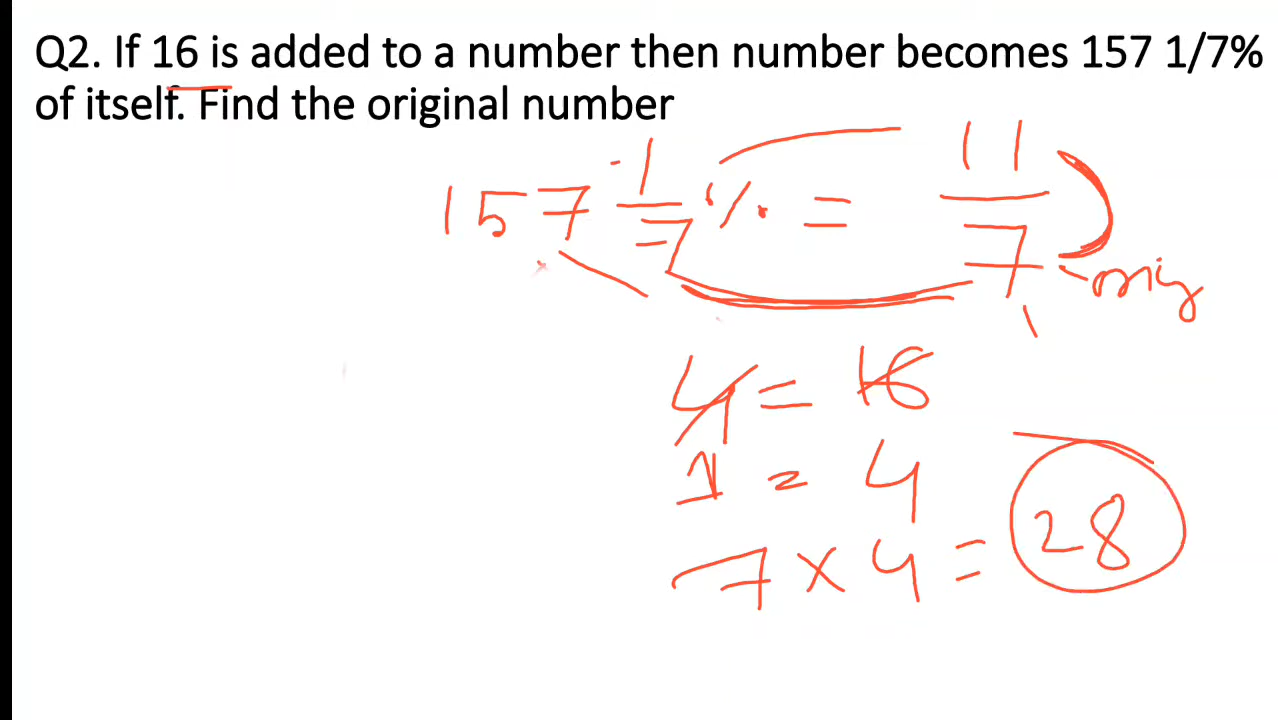 Q2. If 16 is added to a number then number becomes 157 1/7%
of itself. Find the original number
157 1/7 % = 11/7
orig
4 = 16
1 = 4
7 × 4 = 28